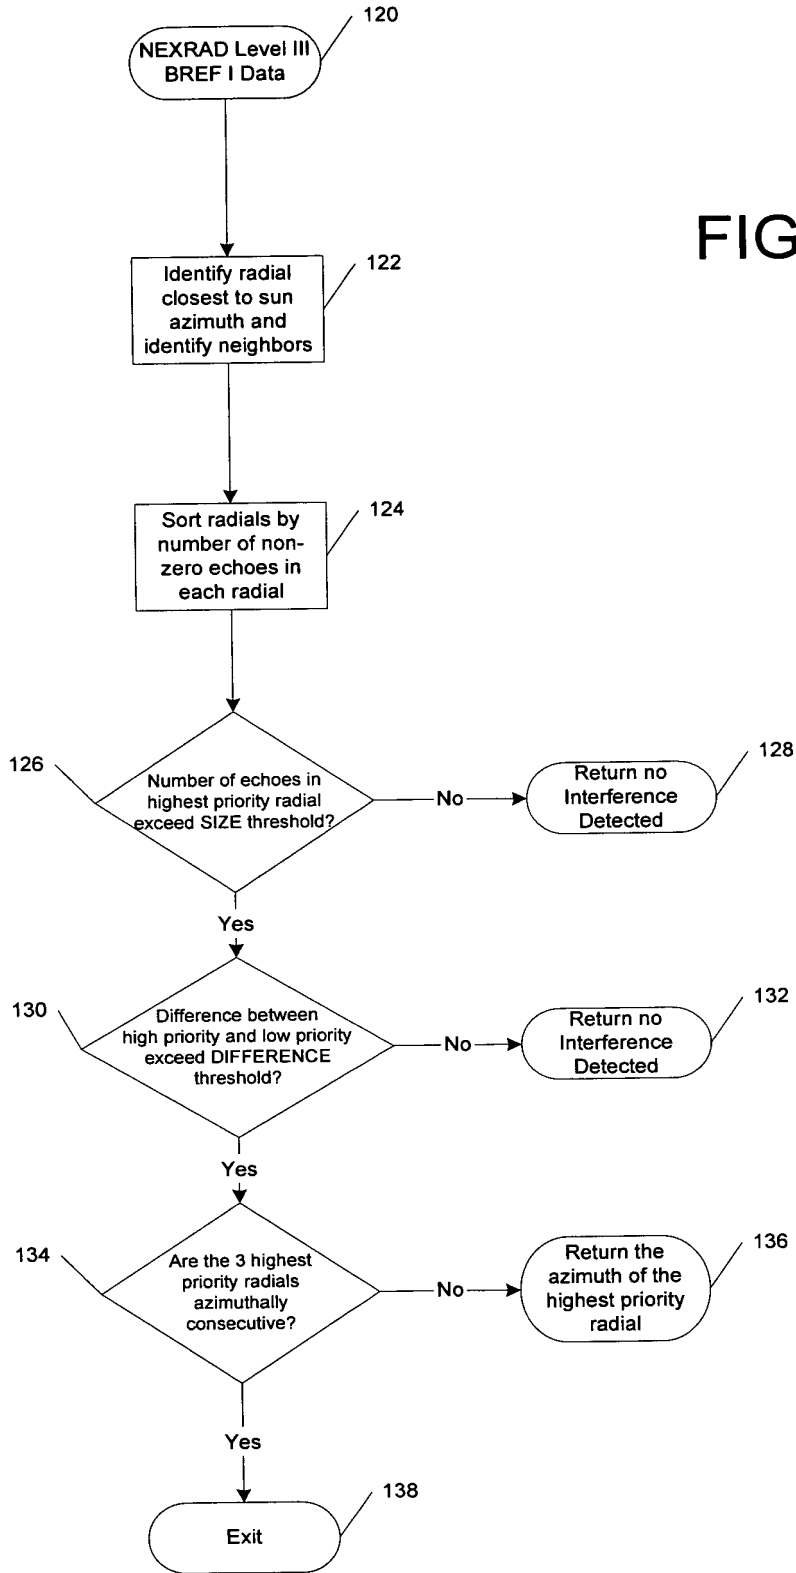 120
NEXRAD Level III
BREF I Data
FIG
122
Identify radial
closest to sun
azimuth and
identify neighbors
124
Sort radials by
number of non-
zero echoes in
each radial
126
Number of echoes in
highest priority radial
exceed SIZE threshold?
No
128
Return no
Interference
Detected
Yes
130
Difference between
high priority and low priority
exceed DIFFERENCE
threshold?
No
132
Return no
Interference
Detected
Yes
134
Are the 3 highest
priority radials
azimuthally
consecutive?
No
136
Return the
azimuth of the
highest priority
radial
Yes
138
Exit